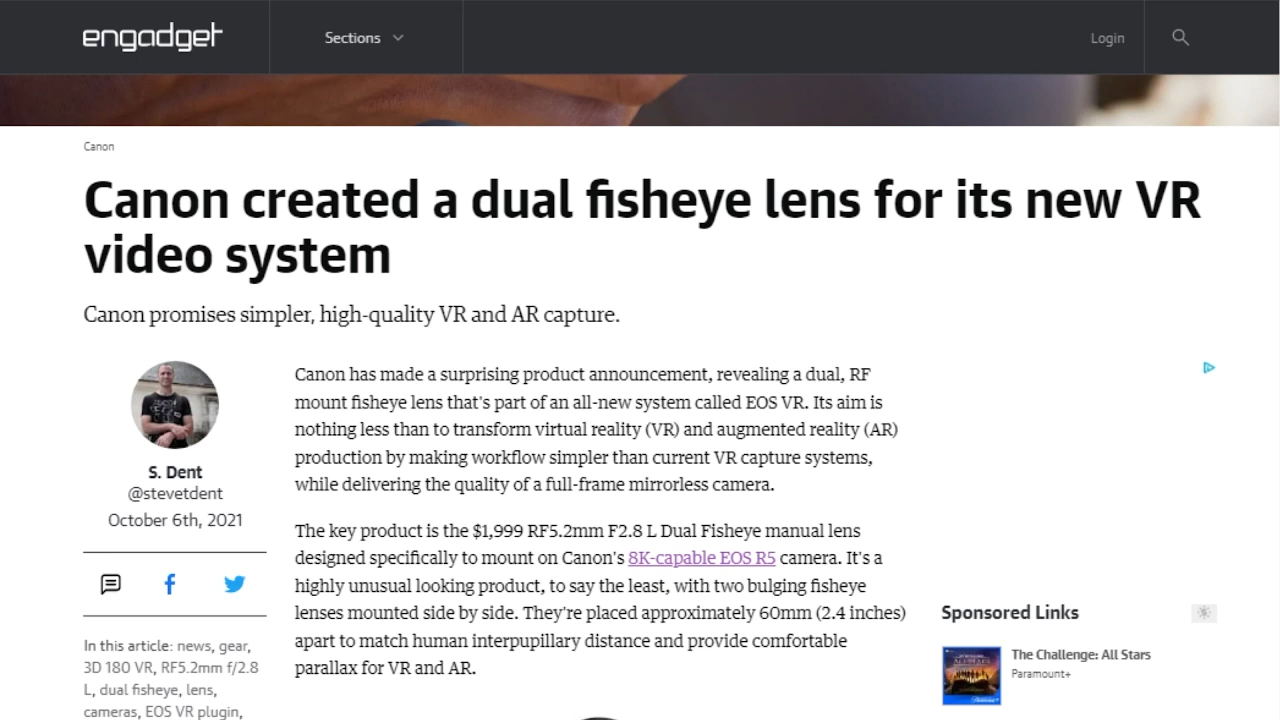 engadget
Sections
Login
Canon
Canon created a dual fisheye lens for its new VR
video system
Canon promises simpler, high-quality VR and AR capture.
S. Dent
@stevetdent
October 6th, 2021
In this article: news, gear,
3D 180 VR, RF5.2mm f/2.8
L, dual fisheye, lens,
cameras, EOS VR plugin,
Canon has made a surprising product announcement, revealing a dual, RF
mount fisheye lens that's part of an all-new system called EOS VR. Its aim is
nothing less than to transform virtual reality (VR) and augmented reality (AR)
production by making workflow simpler than current VR capture systems,
while delivering the quality of a full-frame mirrorless camera.
The key product is the $1,999 RF5.2mm F2.8 L Dual Fisheye manual lens
designed specifically to mount on Canon's 8K-capable EOS R5 camera. It's a
highly unusual looking product, to say the least, with two bulging fisheye
lenses mounted side by side. They're placed approximately 60mm (2.4 inches)
apart to match human interpupillary distance and provide comfortable
parallax for VR and AR.
Sponsored Links
The Challenge: All Stars
Paramount+